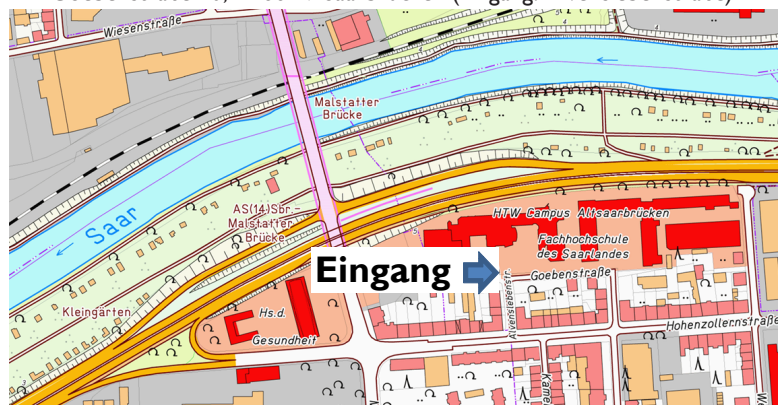 Wiesenstraße
Malstatter
Brücke
Saar
AS(14)Sbr.-
Malstatter
Brücke
HTW Campus Altsaarbrücken
Fachhochschule
des Saarlandes
Eingang
Goebenstraße
Alvenslebenstr.
Kleingärten
Hs.d.
Gesundheit
Hohenzollernstraße